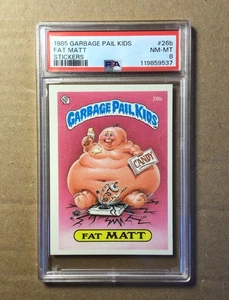 1985 GARBAGE PAIL KIDS #26b
FAT MATT NM-MT
STICKERS 8
PSA 119859537
26b
GARBAGE PAIL KIDS
CANDY
FAT MATT